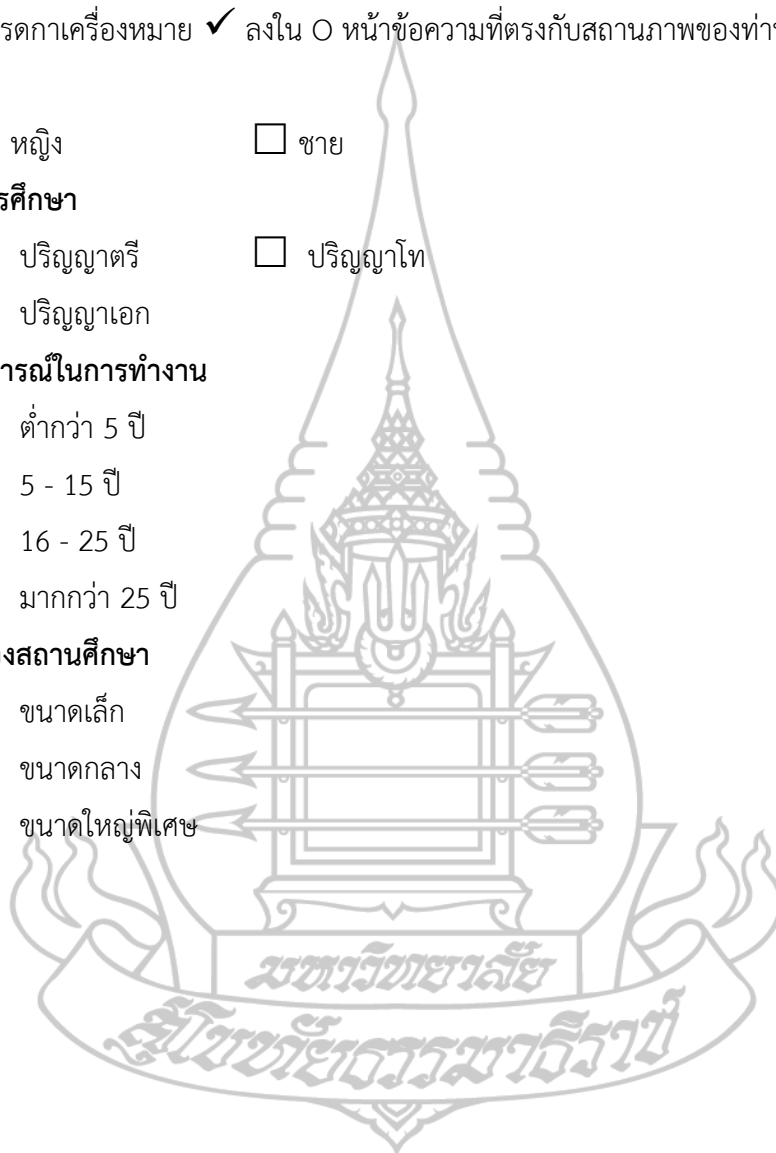 รดกาเครื่องหมาย ✓ ลงใน O หน้าข้อความที่ตรงกับสถานภาพของท่าน
หญิง ☐ ชาย
รศึกษา
ปริญญาตรี ☐ ปริญญาโท
ปริญญาเอก
ารณ์ในการทำงาน
ต่ำกว่า 5 ปี
5 - 15 ปี
16 - 25 ปี
มากกว่า 25 ปี
งสถานศึกษา
ขนาดเล็ก
ขนาดกลาง
ขนาดใหญ่พิเศษ
มหาวิทยาลัย
สุโขทัยธรรมาธิราช